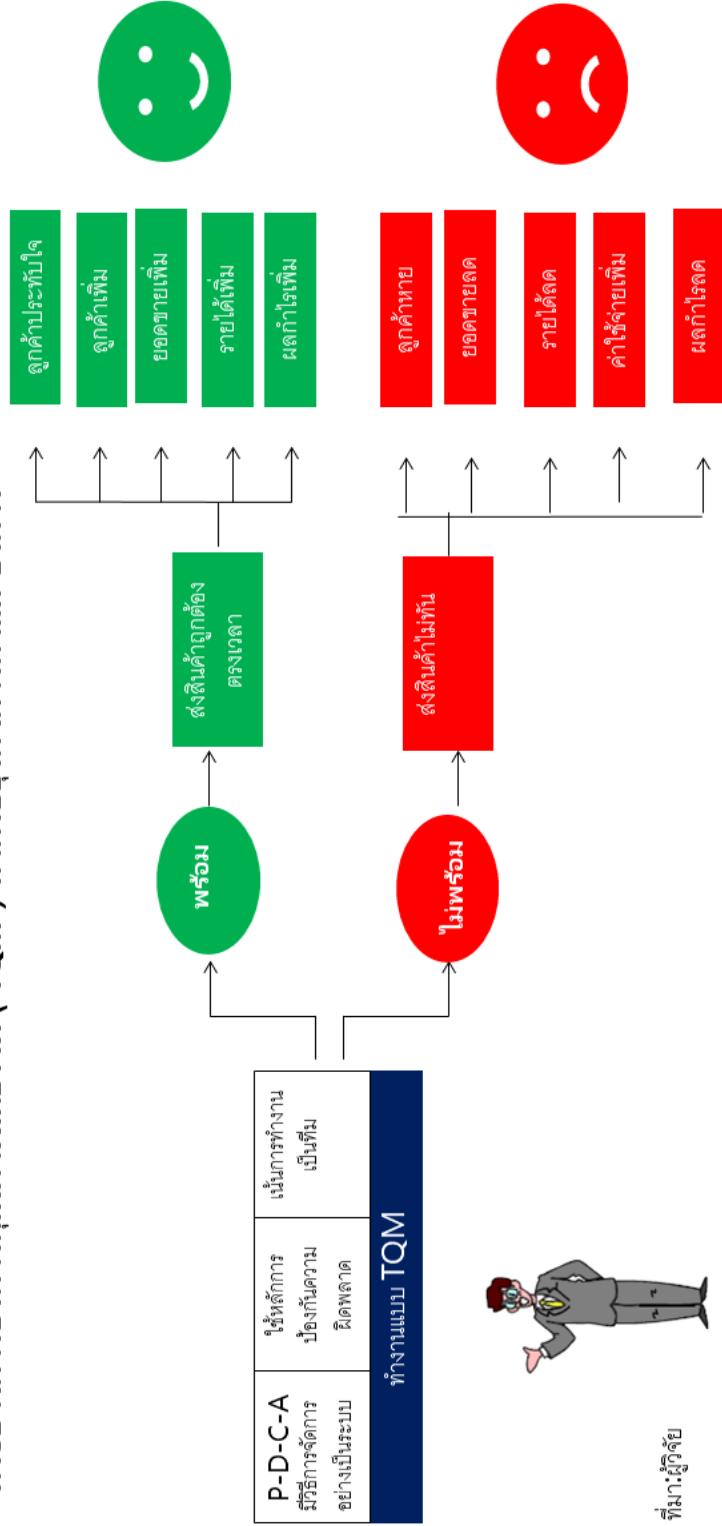 P-D-C-A
มีวิธีการจัดการ
อย่างเป็นระบบ
ใช้หลักการ
ป้องกันความ
ผิดพลาด
เน้นการทำงาน
เป็นทีม
ทำงานแบบ TQM
พร้อม
ส่งสินค้าถูกต้อง
ตรงเวลา
ลูกค้าประทับใจ
ลูกค้าเพิ่ม
ยอดขายเพิ่ม
รายได้เพิ่ม
ผลกำไรเพิ่ม
ไม่พร้อม
ส่งสินค้าไม่ทัน
ลูกค้าหาย
ยอดขายลด
รายได้ลด
ค่าใช้จ่ายเพิ่ม
ผลกำไรลด
ที่มา:ผู้วิจัย